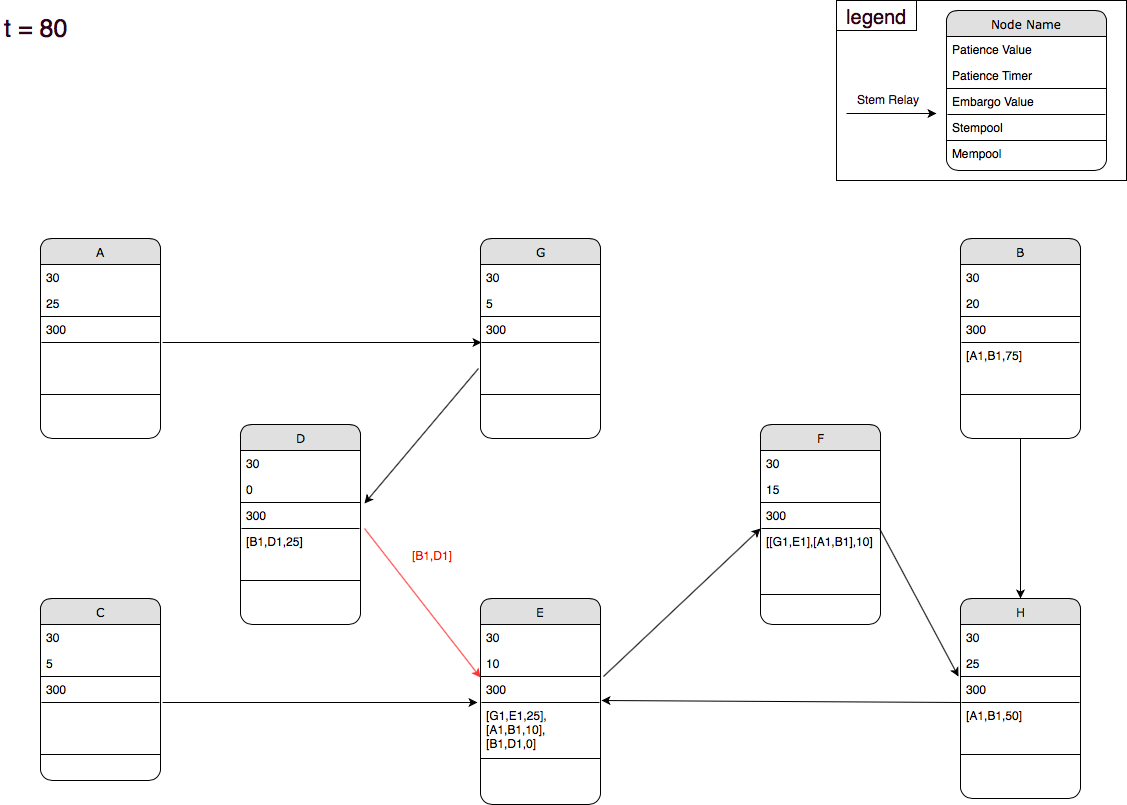 t = 80
legend
Node Name
Patience Value
Patience Timer
Stem Relay
Embargo Value
Stempool
Mempool
A
30
25
300
G
30
5
300
B
30
20
300
[A1,B1,75]
D
30
0
300
[B1,D1,25]
[B1,D1]
F
30
15
300
[[G1,E1],[A1,B1],10]
C
30
5
300
E
30
10
300
[G1,E1,25],
[A1,B1,10],
[B1,D1,0]
H
30
25
300
[A1,B1,50]